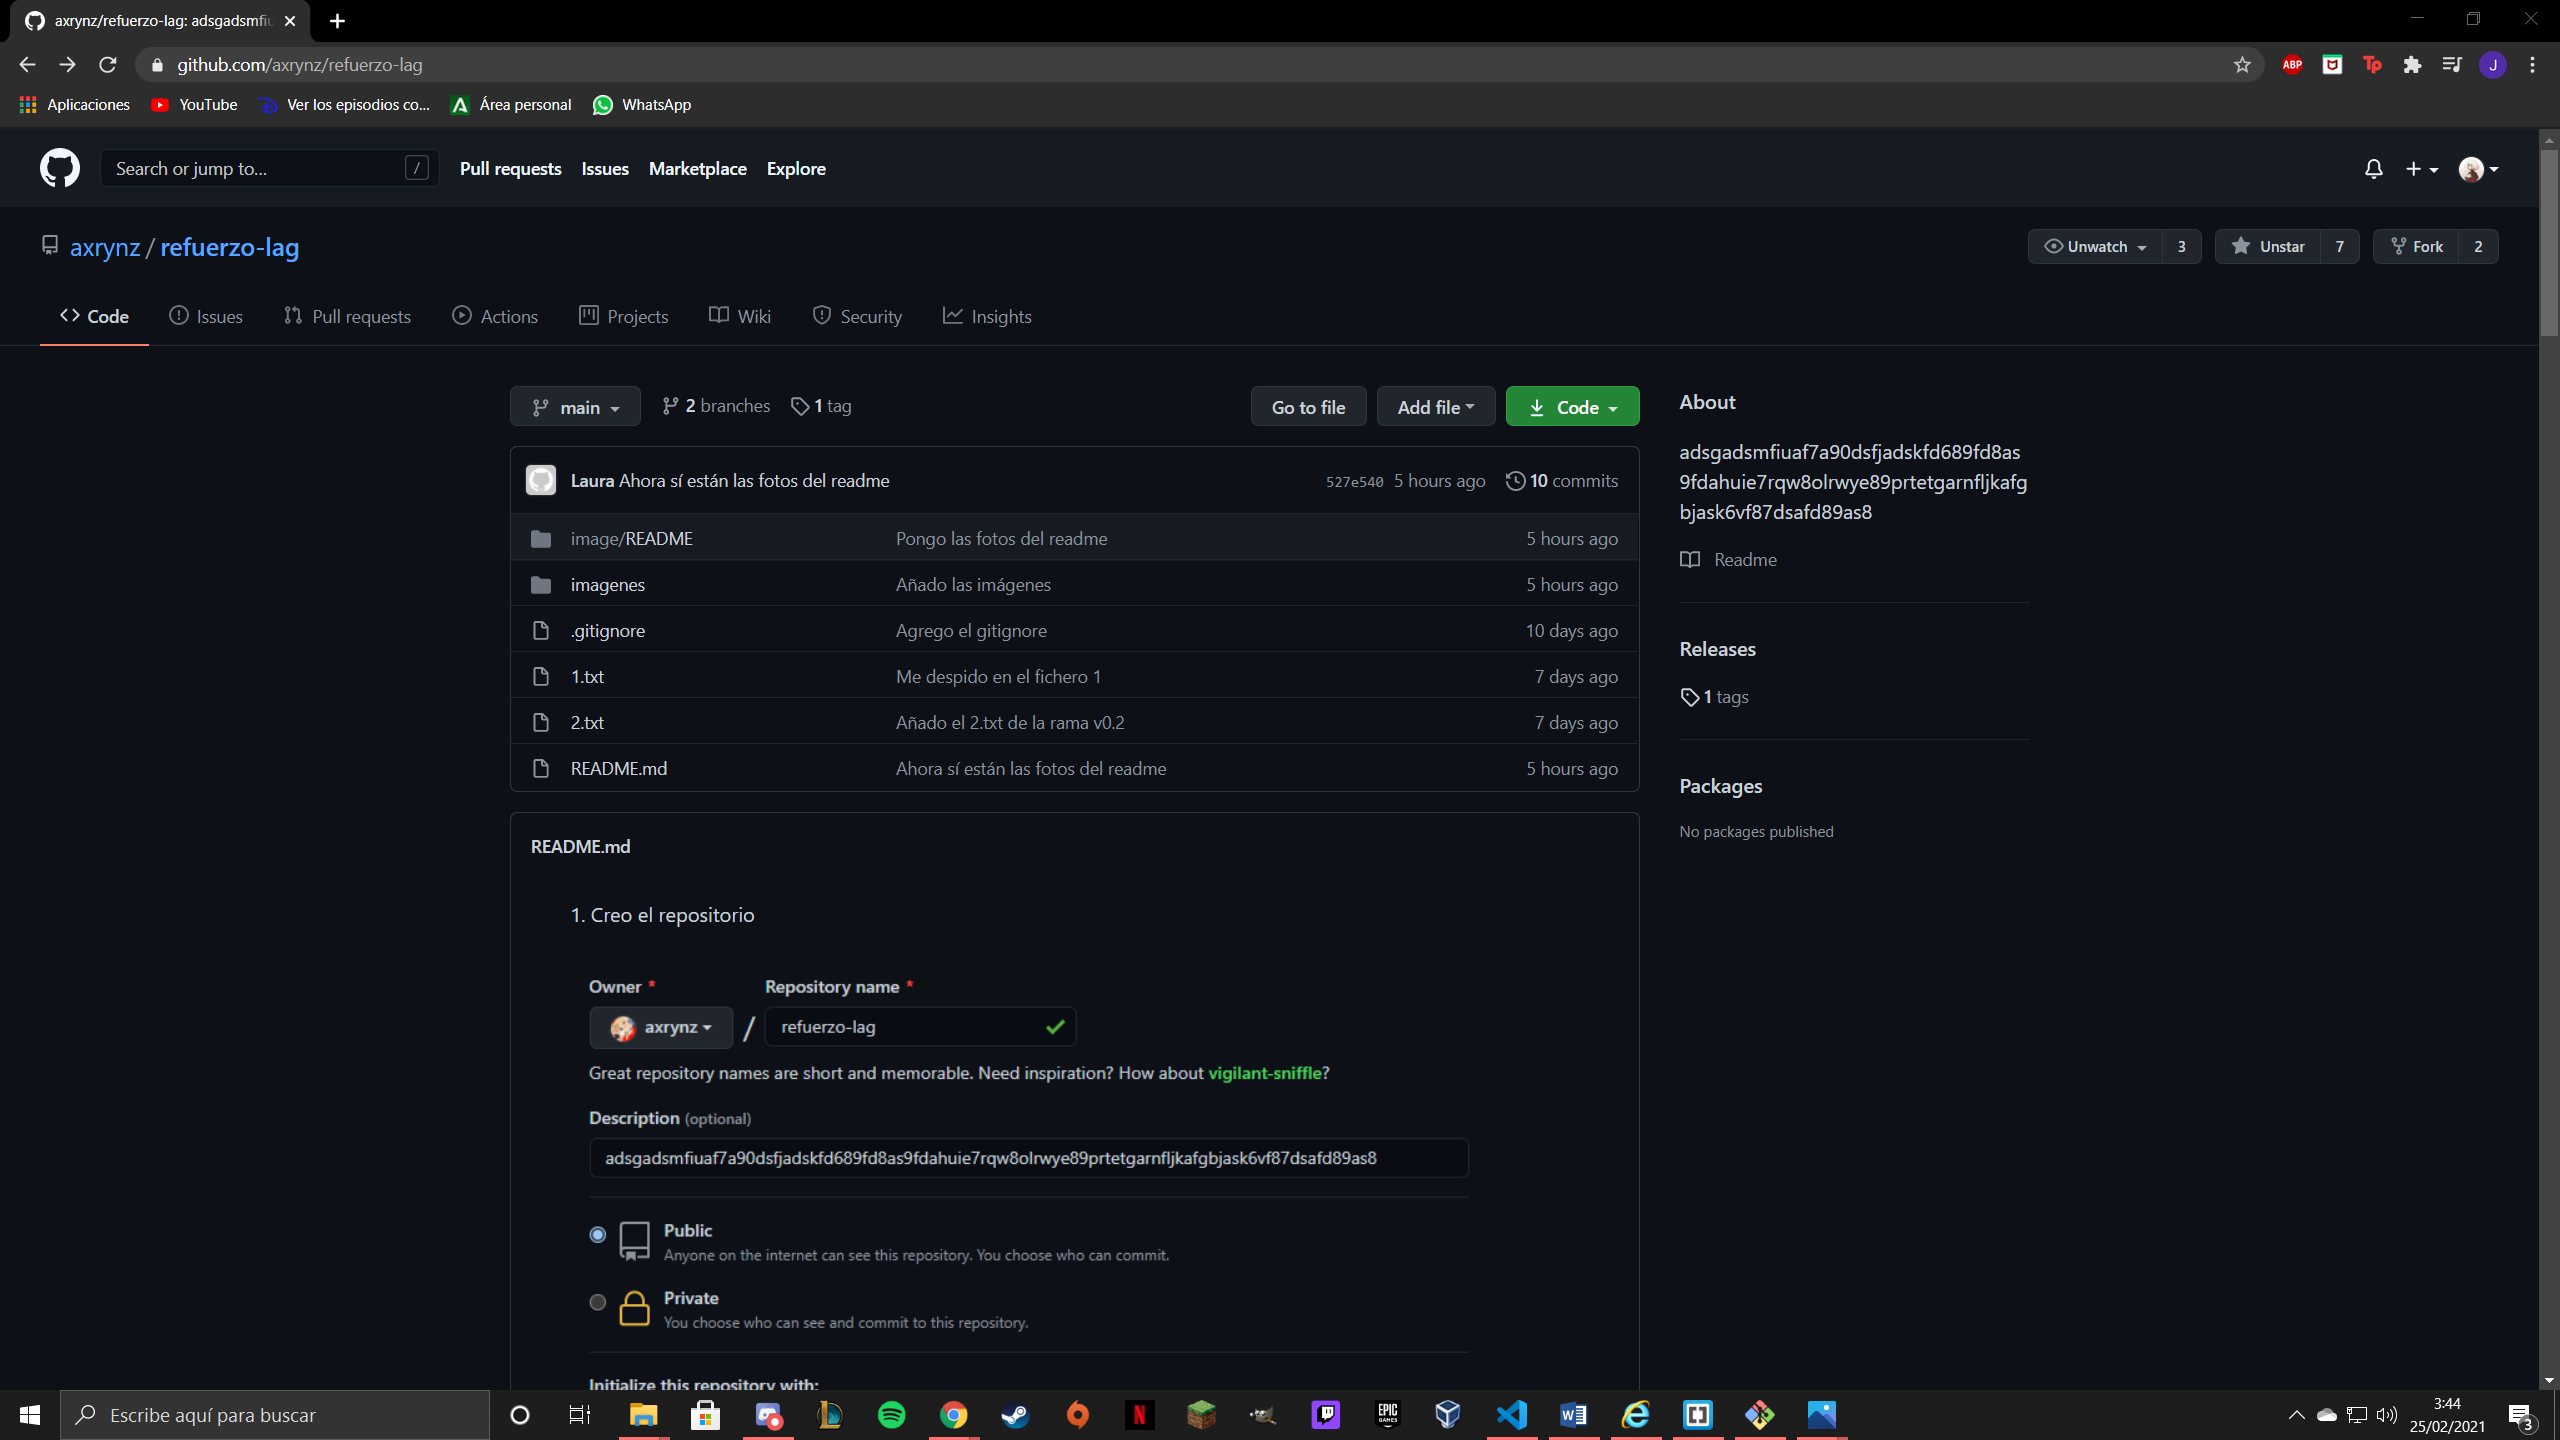 axrynz/refuerzo-lag: adsgadsmfiu
github.com/axrynz/refuerzo-lag
ABP
Tp
J
Aplicaciones
YouTube
Ver los episodios co...
Área personal
WhatsApp
Search or jump to...
/
Pull requests
Issues
Marketplace
Explore
axrynz / refuerzo-lag
Unwatch 3
Unstar 7
Fork 2
Code
Issues
Pull requests
Actions
Projects
Wiki
Security
Insights
main
2 branches
1 tag
Go to file
Add file
Code
Laura Ahora sí están las fotos del readme
527e540 5 hours ago
10 commits
image/README Pongo las fotos del readme 5 hours ago
imagenes Añado las imágenes 5 hours ago
.gitignore Agrego el gitignore 10 days ago
1.txt Me despido en el fichero 1 7 days ago
2.txt Añado el 2.txt de la rama v0.2 7 days ago
README.md Ahora sí están las fotos del readme 5 hours ago
About
adsgadsmfiuaf7a90dsfjadskfd689fd8as
9fdahuie7rqw8olrwye89prtetgarnfljkafg
bjask6vf87dsafd89as8
Readme
Releases
1 tags
Packages
No packages published
README.md
1. Creo el repositorio
Owner * Repository name *
axrynz / refuerzo-lag
Great repository names are short and memorable. Need inspiration? How about vigilant-sniffle?
Description (optional)
adsgadsmfiuaf7a90dsfjadskfd689fd8as9fdahuie7rqw8olrwye89prtetgarnfljkafgbjask6vf87dsafd89as8
Public
Anyone on the internet can see this repository. You choose who can commit.
Private
You choose who can see and commit to this repository.
Initialize this repository with:
Escribe aquí para buscar
EPIC
GAMES
3:44
25/02/2021
3